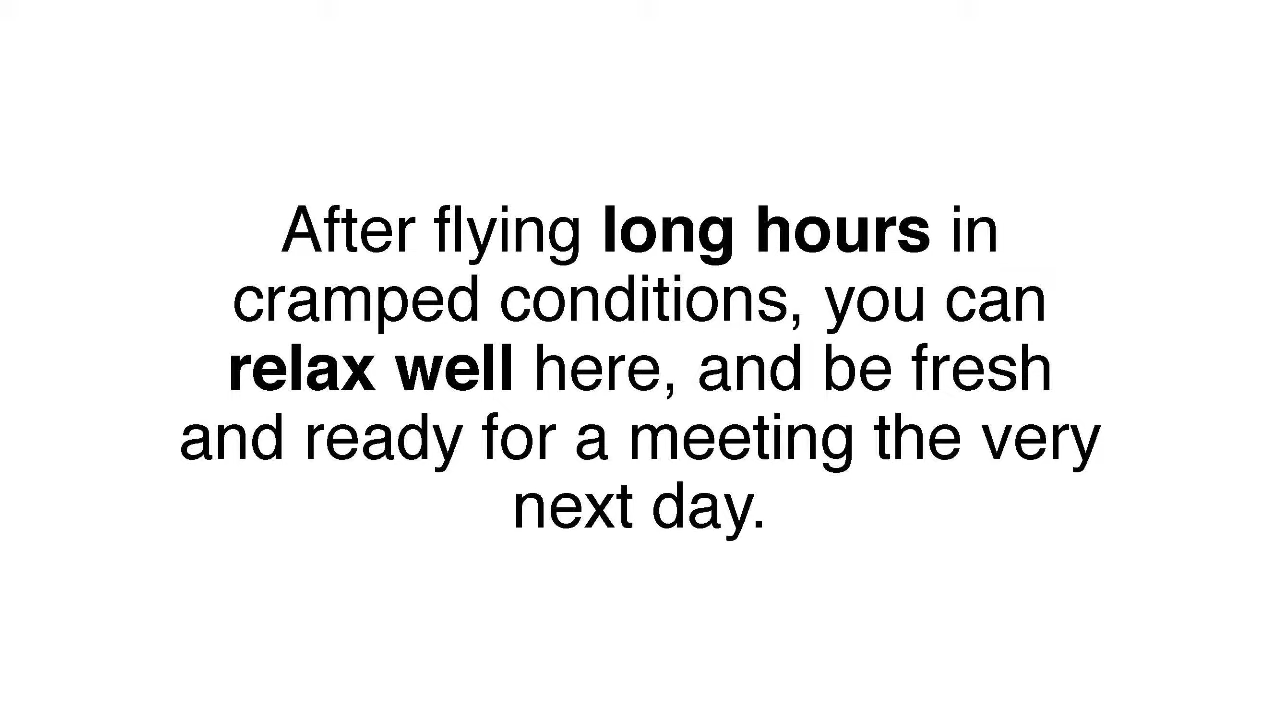 After flying long hours in
cramped conditions, you can
relax well here, and be fresh
and ready for a meeting the very
next day.